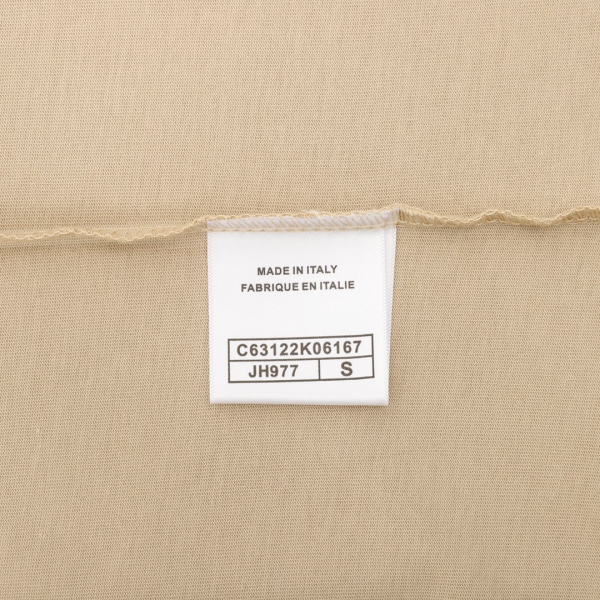 MADE IN ITALY
FABRIQUE EN ITALIE
C63122K06167
JH977 S